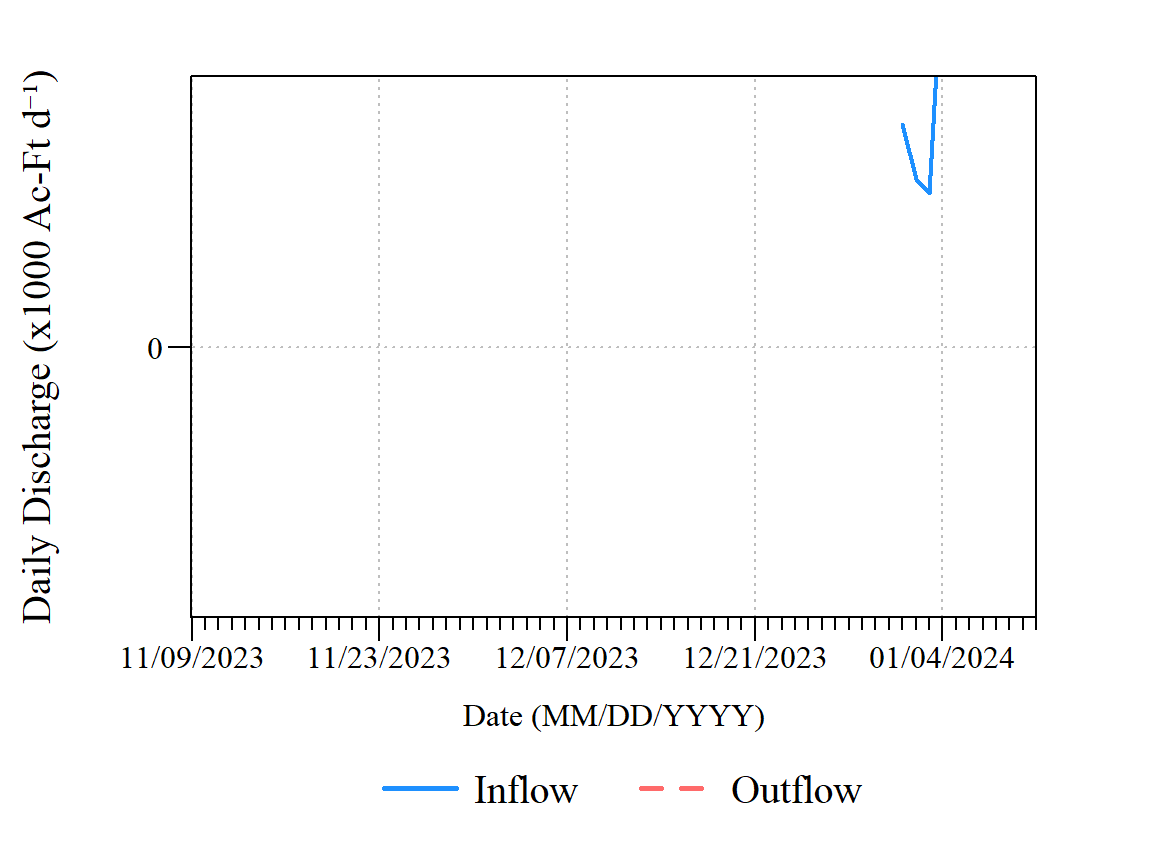 Daily Discharge (x1000 Ac-Ft d⁻¹)
0
11/09/2023 11/23/2023 12/07/2023 12/21/2023 01/04/2024
Date (MM/DD/YYYY)
Inflow Outflow